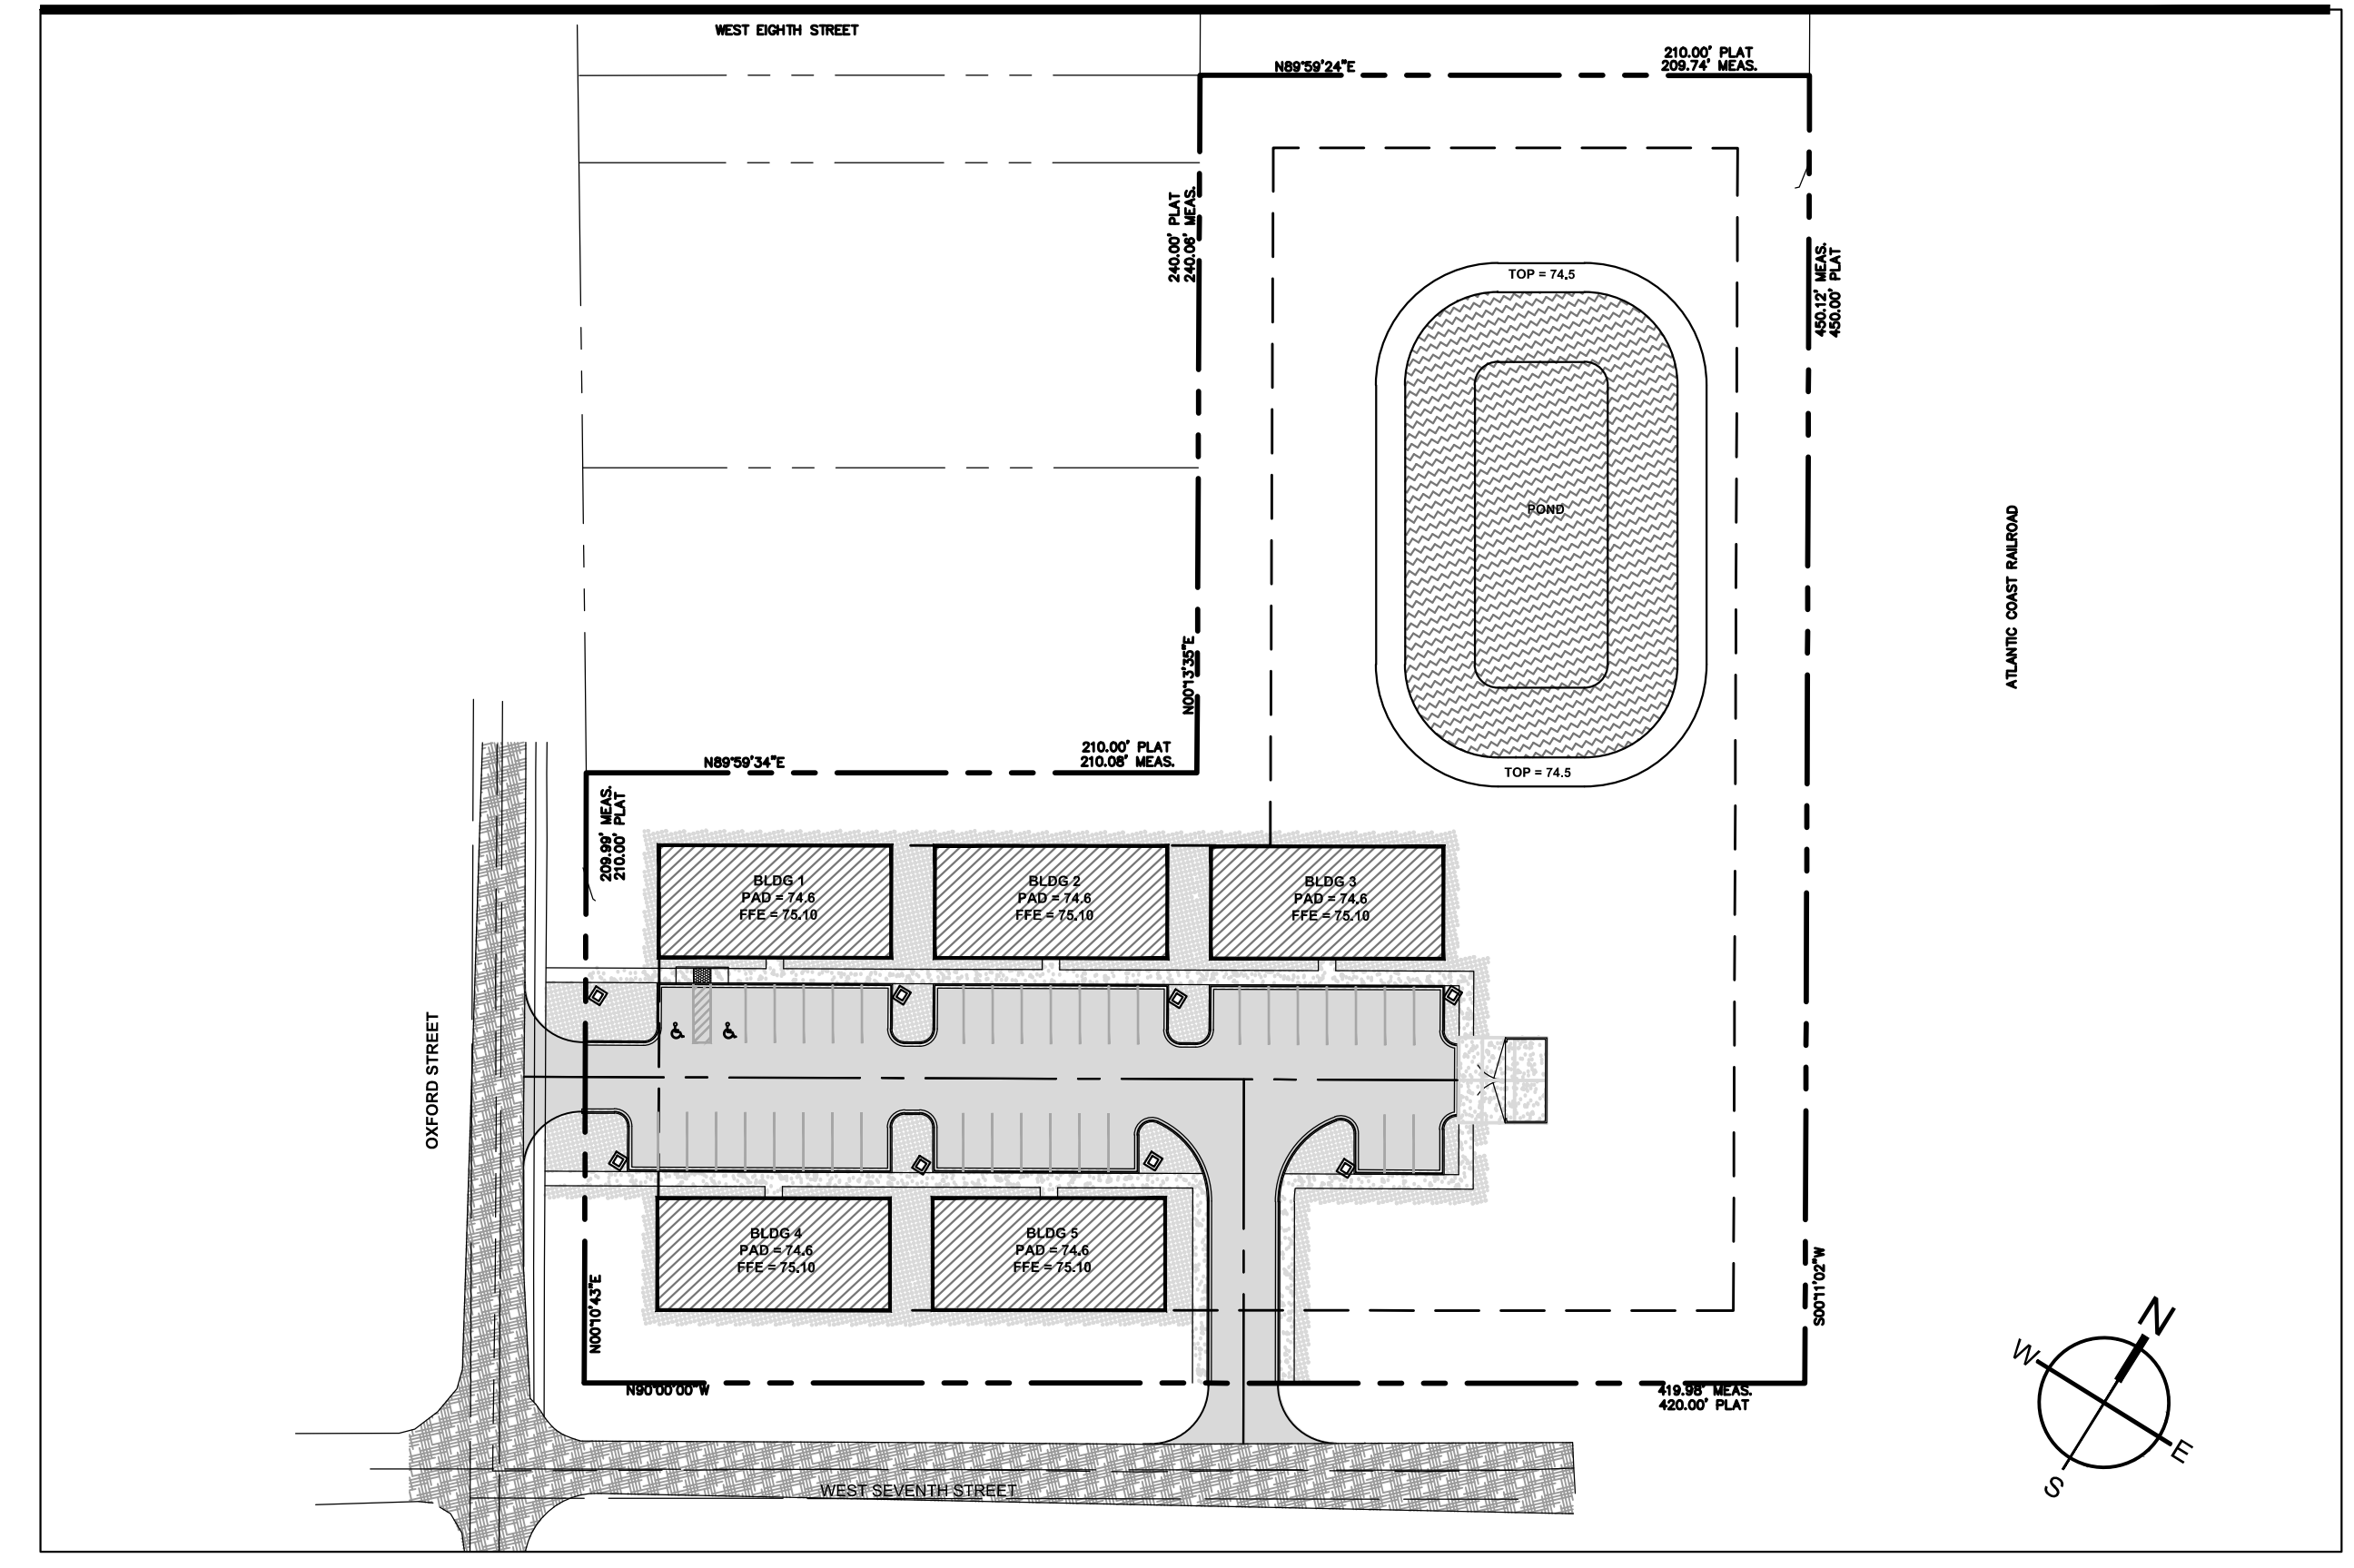 WEST EIGHTH STREET
N89°59'24"E
210.00' PLAT
209.74' MEAS.
240.00' PLAT
240.06' MEAS.
450.12' MEAS.
450.00' PLAT
TOP = 74.5
POND
TOP = 74.5
ATLANTIC COAST RAILROAD
N00°13'35"E
N89°59'34"E
210.00' PLAT
210.08' MEAS.
209.99' MEAS.
210.00' PLAT
BLDG 1
PAD = 74.6
FFE = 75.10
BLDG 2
PAD = 74.6
FFE = 75.10
BLDG 3
PAD = 74.6
FFE = 75.10
OXFORD STREET
BLDG 4
PAD = 74.6
FFE = 75.10
BLDG 5
PAD = 74.6
FFE = 75.10
N00°10'43"E
S00°11'02"W
N90°00'00"W
419.98' MEAS.
420.00' PLAT
WEST SEVENTH STREET
N
W
E
S